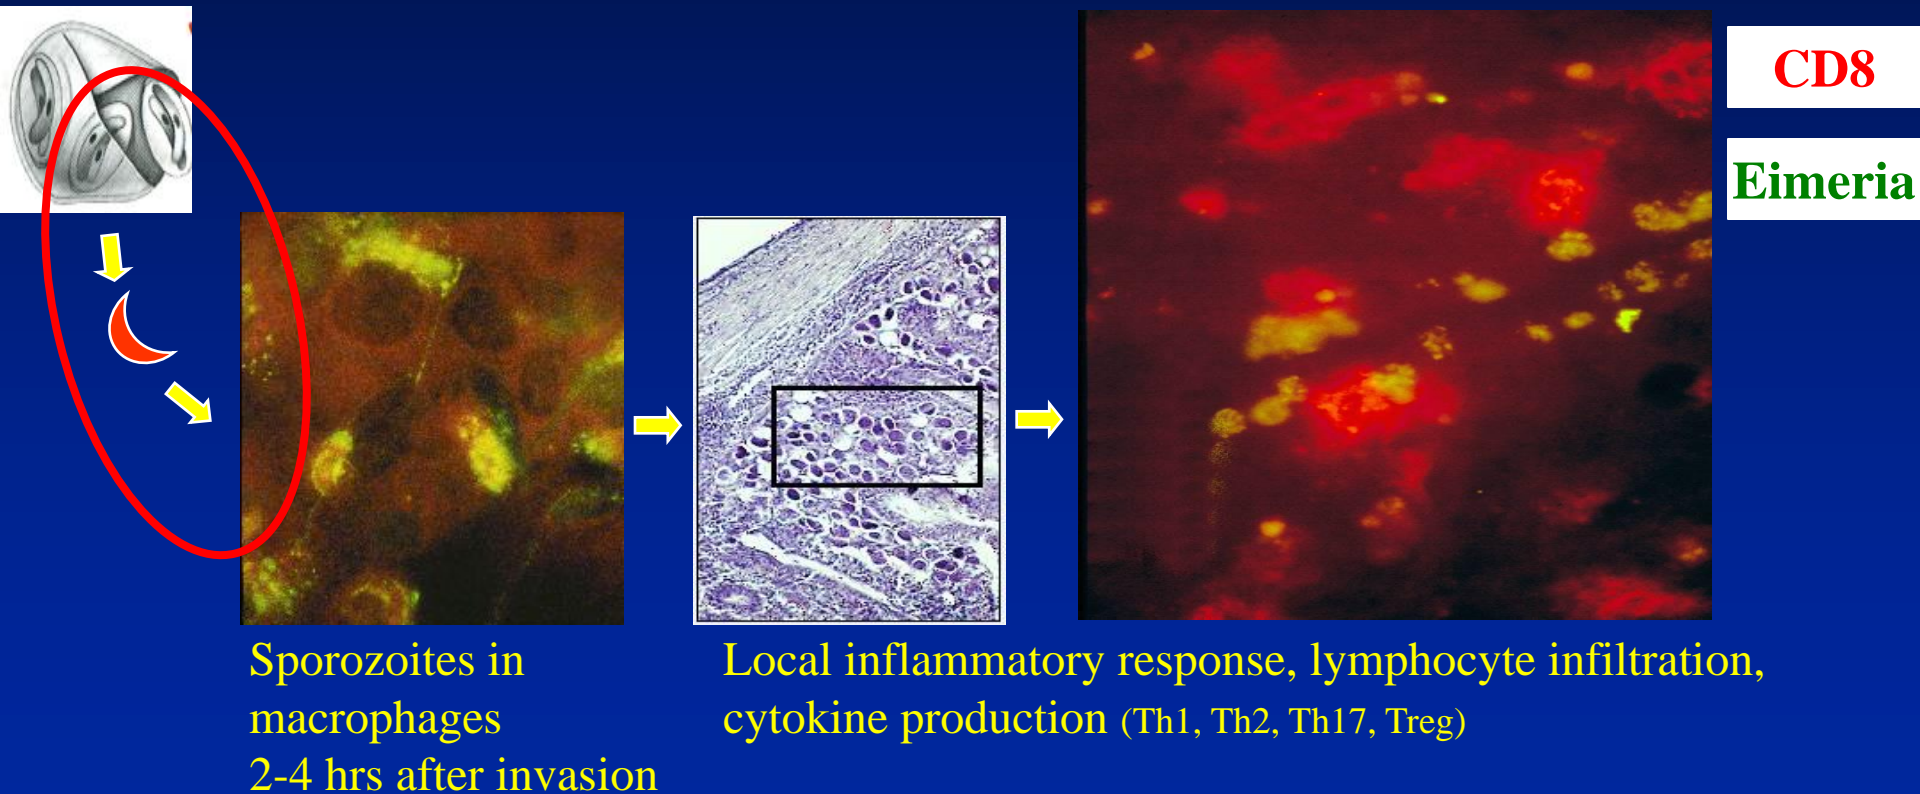 CD8
Eimeria
Sporozoites in
macrophages
2-4 hrs after invasion
Local inflammatory response, lymphocyte infiltration,
cytokine production (Th1, Th2, Th17, Treg)